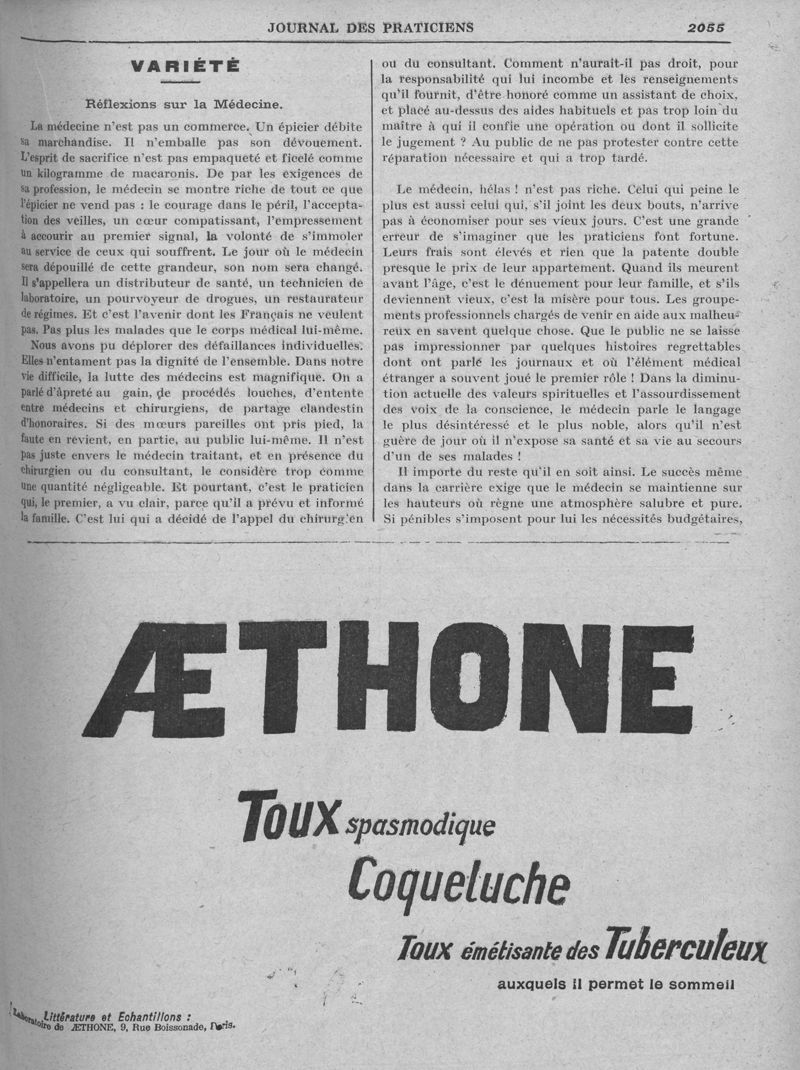 JOURNAL DES PRATICIENS 2055
VARIÉTÉ
Réflexions sur la Médecine.
La médecine n'est pas un commerce. Un épicier débite
sa marchandise. Il n'emballe pas son dévouement.
L'esprit de sacrifice n'est pas empaqueté et ficelé comme
un kilogramme de macaronis. De par les exigences de
sa profession, le médecin se montre riche de tout ce que
l'épicier ne vend pas : le courage dans le péril, l'accepta-
tion des veilles, un cœur compatissant, l'empressement
à accourir au premier signal, la volonté de s'immoler
au service de ceux qui souffrent. Le jour où le médecin
sera dépouillé de cette grandeur, son nom sera changé.
Il s'appellera un distributeur de santé, un technicien de
laboratoire, un pourvoyeur de drogues, un restaurateur
de régimes. Et c'est l'avenir dont les Français ne veulent
pas. Pas plus les malades que le corps médical lui-même.
Nous avons pu déplorer des défaillances individuelles.
Elles n'entament pas la dignité de l'ensemble. Dans notre
vie difficile, la lutte des médecins est magnifique. On a
parlé d'âpreté au gain, de procédés louches, d'entente
entre médecins et chirurgiens, de partage clandestin
d'honoraires. Si des mœurs pareilles ont pris pied, la
faute en revient, en partie, au public lui-même. Il n'est
pas juste envers le médecin traitant, et en présence du
chirurgien ou du consultant, le considère trop comme
une quantité négligeable. Et pourtant, c'est le praticien
qui, le premier, a vu clair, parce qu'il a prévu et informé
la famille. C'est lui qui a décidé de l'appel du chirurgien
ou du consultant. Comment n'aurait-il pas droit, pour
la responsabilité qui lui incombe et les renseignements
qu'il fournit, d'être honoré comme un assistant de choix,
et placé au-dessus des aides habituels et pas trop loin du
maître à qui il confie une opération ou dont il sollicite
le jugement ? Au public de ne pas protester contre cette
réparation nécessaire et qui a trop tardé.
Le médecin, hélas ! n'est pas riche. Celui qui peine le
plus est aussi celui qui, s'il joint les deux bouts, n'arrive
pas à économiser pour ses vieux jours. C'est une grande
erreur de s'imaginer que les praticiens font fortune.
Leurs frais sont élevés et rien que la patente double
presque le prix de leur appartement. Quand ils meurent
avant l'âge, c'est le dénuement pour leur famille, et s'ils
deviennent vieux, c'est la misère pour tous. Les groupe-
ments professionnels chargés de venir en aide aux malheu-
reux en savent quelque chose. Que le public ne se laisse
pas impressionner par quelques histoires regrettables
dont ont parlé les journaux et où l'élément médical
étranger a souvent joué le premier rôle ! Dans la diminu-
tion actuelle des valeurs spirituelles et l'assourdissement
des voix de la conscience, le médecin parle le langage
le plus désintéressé et le plus noble, alors qu'il n'est
guère de jour où il n'expose sa santé et sa vie au secours
d'un de ses malades !
Il importe du reste qu'il en soit ainsi. Le succès même
dans la carrière exige que le médecin se maintienne sur
les hauteurs où règne une atmosphère salubre et pure.
Si pénibles s'imposent pour lui les nécessités budgétaires,
ÆTHONE
Toux spasmodique
Coqueluche
Toux émétisante des Tuberculeux
auxquels il permet le sommeil
Littérature et Echantillons :
Laboratoire de ÆTHONE, 9, Rue Boissonade, Paris.